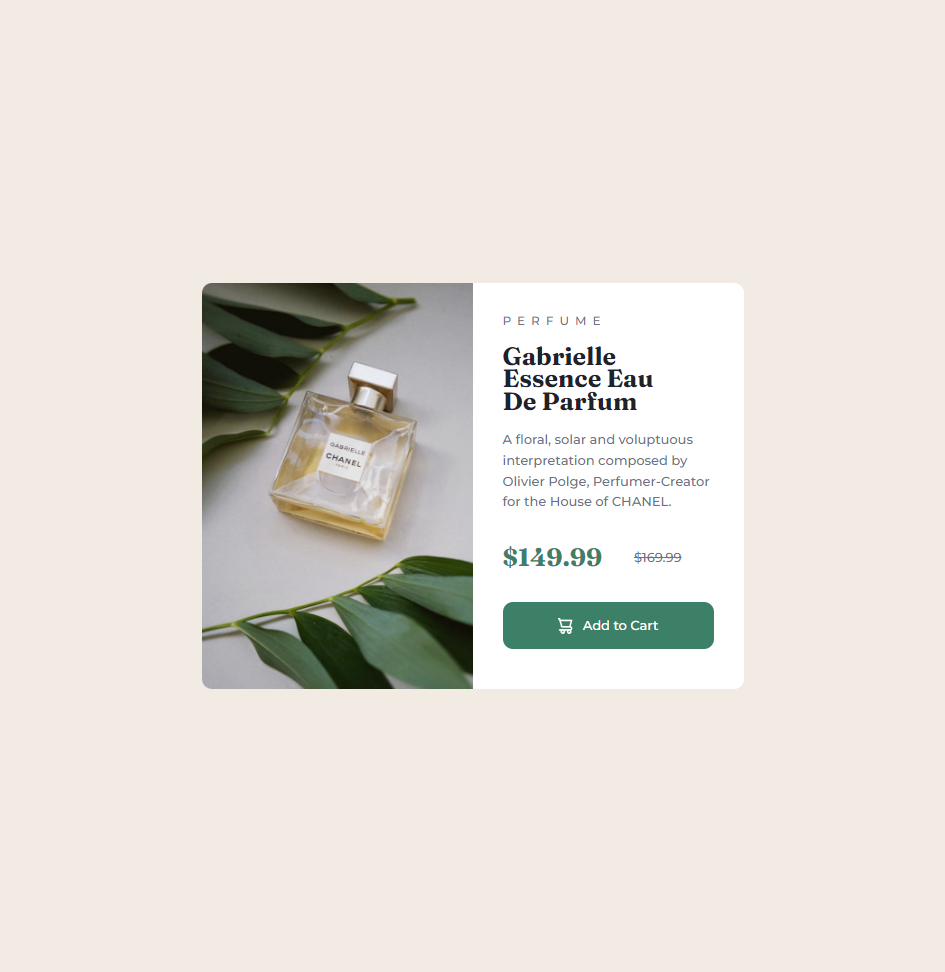 GABRIELLE
CHANEL
PARIS
PERFUME
Gabrielle
Essence Eau
De Parfum
A floral, solar and voluptuous
interpretation composed by
Olivier Polge, Perfumer-Creator
for the House of CHANEL.
$149.99 $169.99
Add to Cart